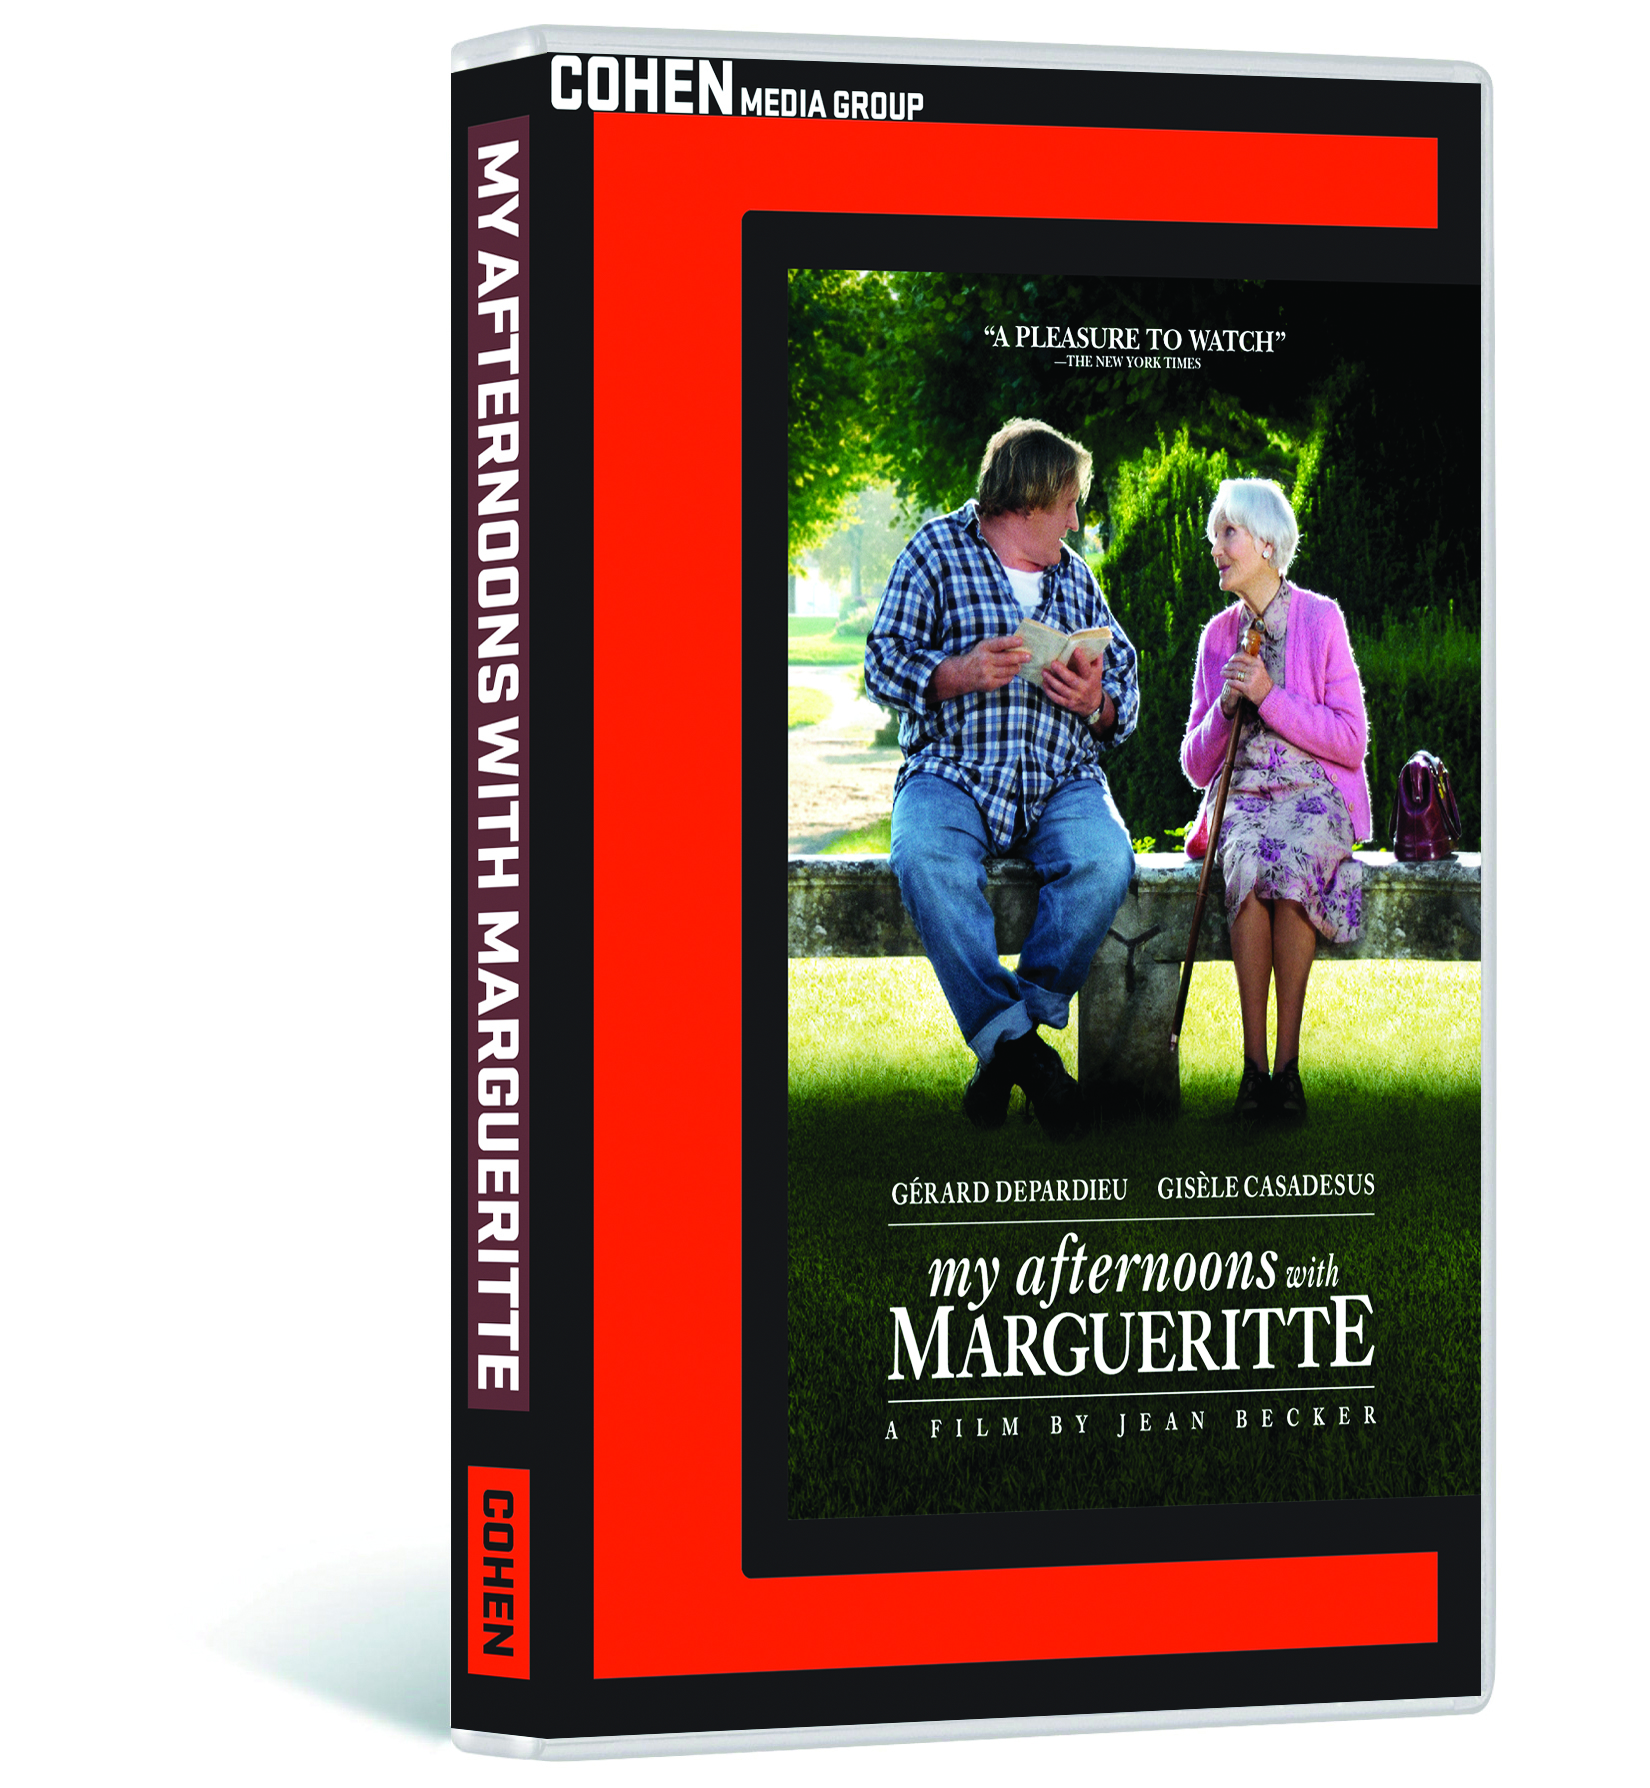 COHEN MEDIA GROUP
MY AFTERNOONS WITH MARGUERITTE
COHEN
“A PLEASURE TO WATCH”
—THE NEW YORK TIMES
GÉRARD DEPARDIEU GISÈLE CASADESUS
my afternoons with
MARGUERITTE
A FILM BY JEAN BECKER